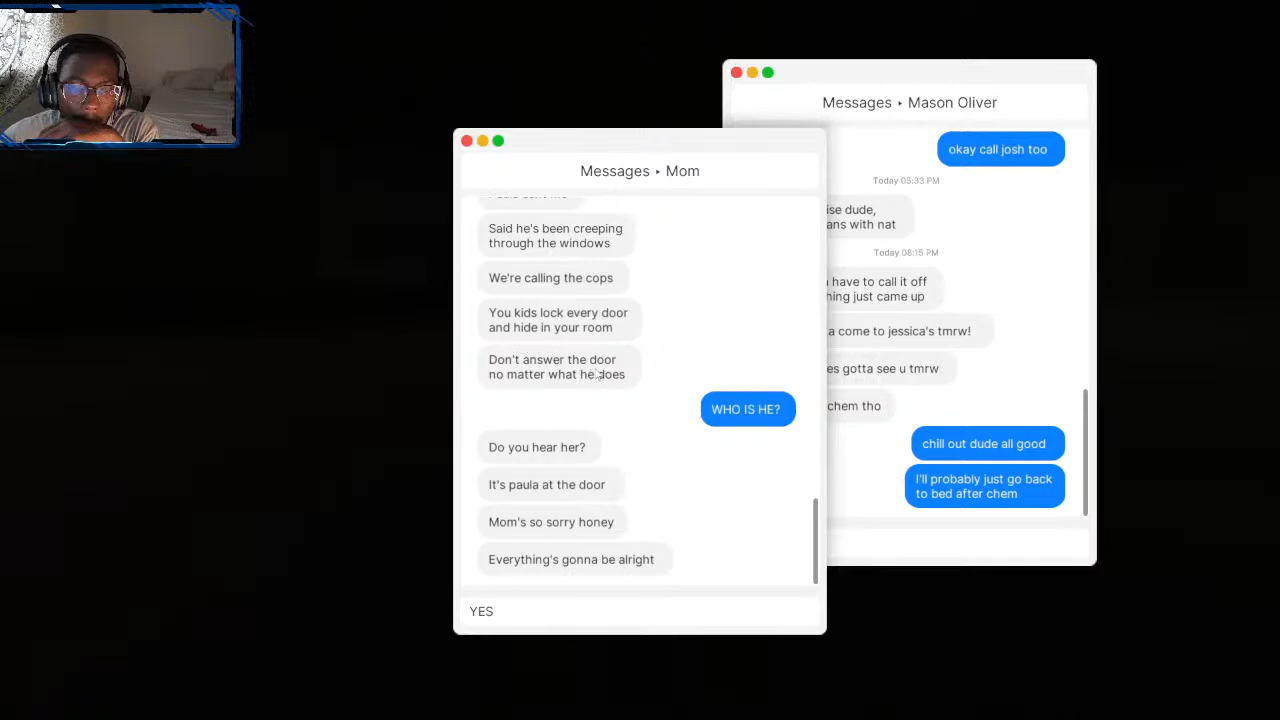 Messages ‣ Mason Oliver
okay call josh too
Today 05:33 PM
ise dude,
ans with nat
Today 08:15 PM
have to call it off
hing just came up
a come to jessica's tmrw!
es gotta see u tmrw
chem tho
chill out dude all good
I'll probably just go back
to bed after chem
Messages ‣ Mom
Said he's been creeping
through the windows
We're calling the cops
You kids lock every door
and hide in your room
Don't answer the door
no matter what he does
WHO IS HE?
Do you hear her?
It's paula at the door
Mom's so sorry honey
Everything's gonna be alright
YES